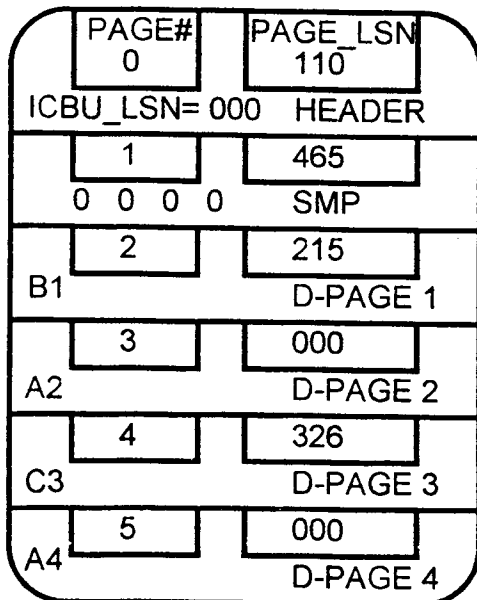 PAGE# PAGE_LSN
0 110
ICBU_LSN= 000 HEADER
1 465
0 0 0 0 SMP
2 215
B1 D-PAGE 1
3 000
A2 D-PAGE 2
4 326
C3 D-PAGE 3
5 000
A4 D-PAGE 4